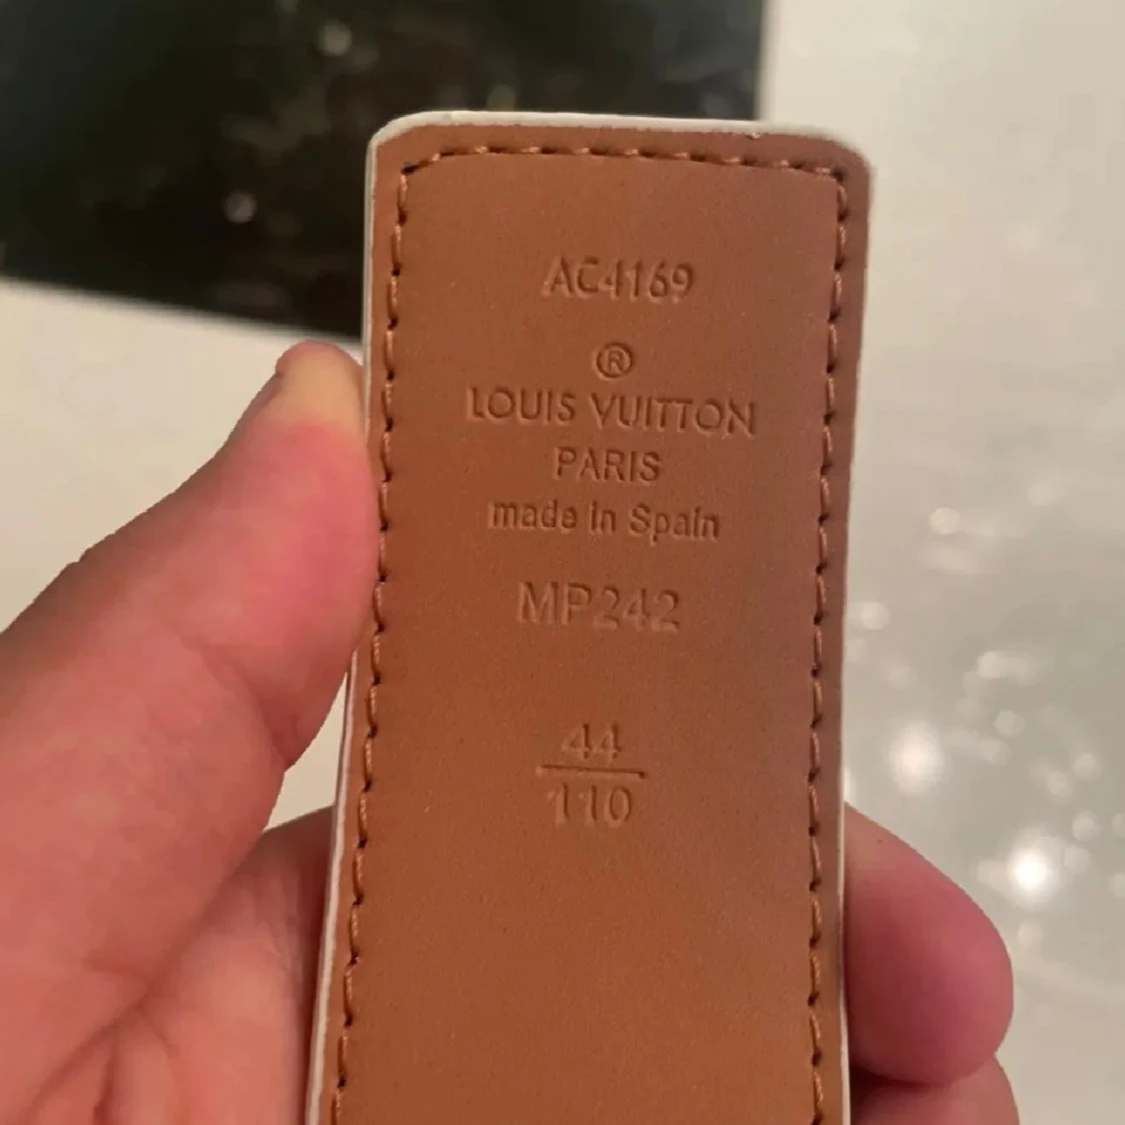 AC4169
®
LOUIS VUITTON
PARIS
made in Spain
MP242
44
110